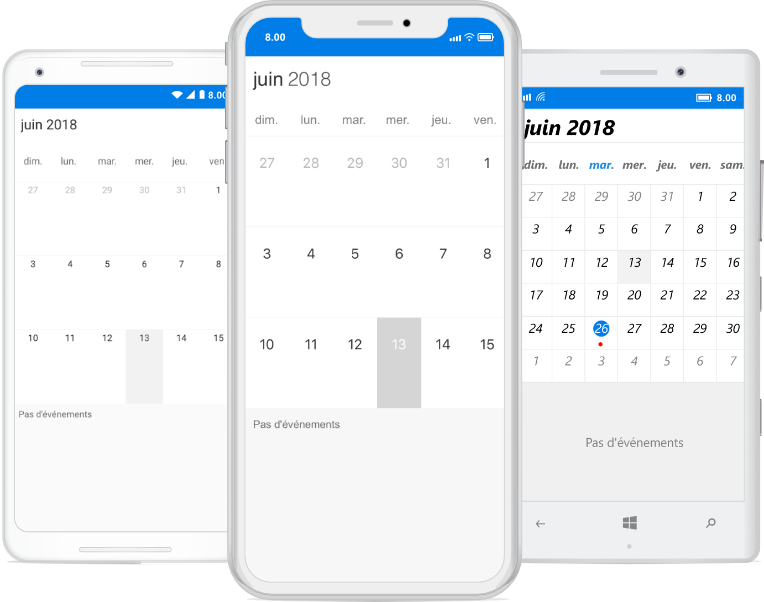 8.00
juin 2018
dim. lun. mar. mer. jeu. ven
27 28 29 30 31 1
3 4 5 6 7 8
10 11 12 13 14 15
Pas d'événements
8.00
juin 2018
dim. lun. mar. mer. jeu. ven.
27 28 29 30 31 1
3 4 5 6 7 8
10 11 12 13 14 15
Pas d'événements
8.00
juin 2018
dim. lun. mar. mer. jeu. ven. sam.
27 28 29 30 31 1 2
3 4 5 6 7 8 9
10 11 12 13 14 15 16
17 18 19 20 21 22 23
24 25 26 27 28 29 30
1 2 3 4 5 6 7
Pas d'événements